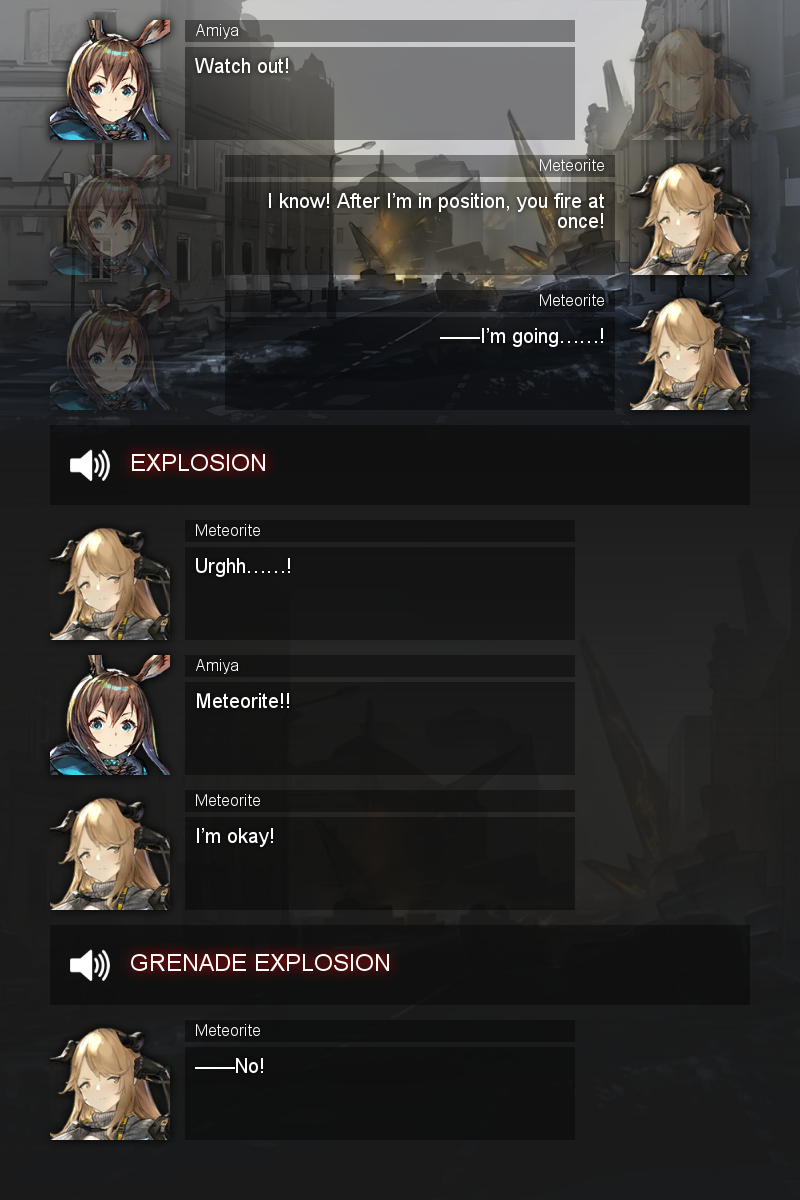 Amiya
Watch out!
Meteorite
I know! After I'm in position, you fire at
once!
Meteorite
——I'm going……!
EXPLOSION
Meteorite
Urghh……!
Amiya
Meteorite!!
Meteorite
I'm okay!
GRENADE EXPLOSION
Meteorite
——No!